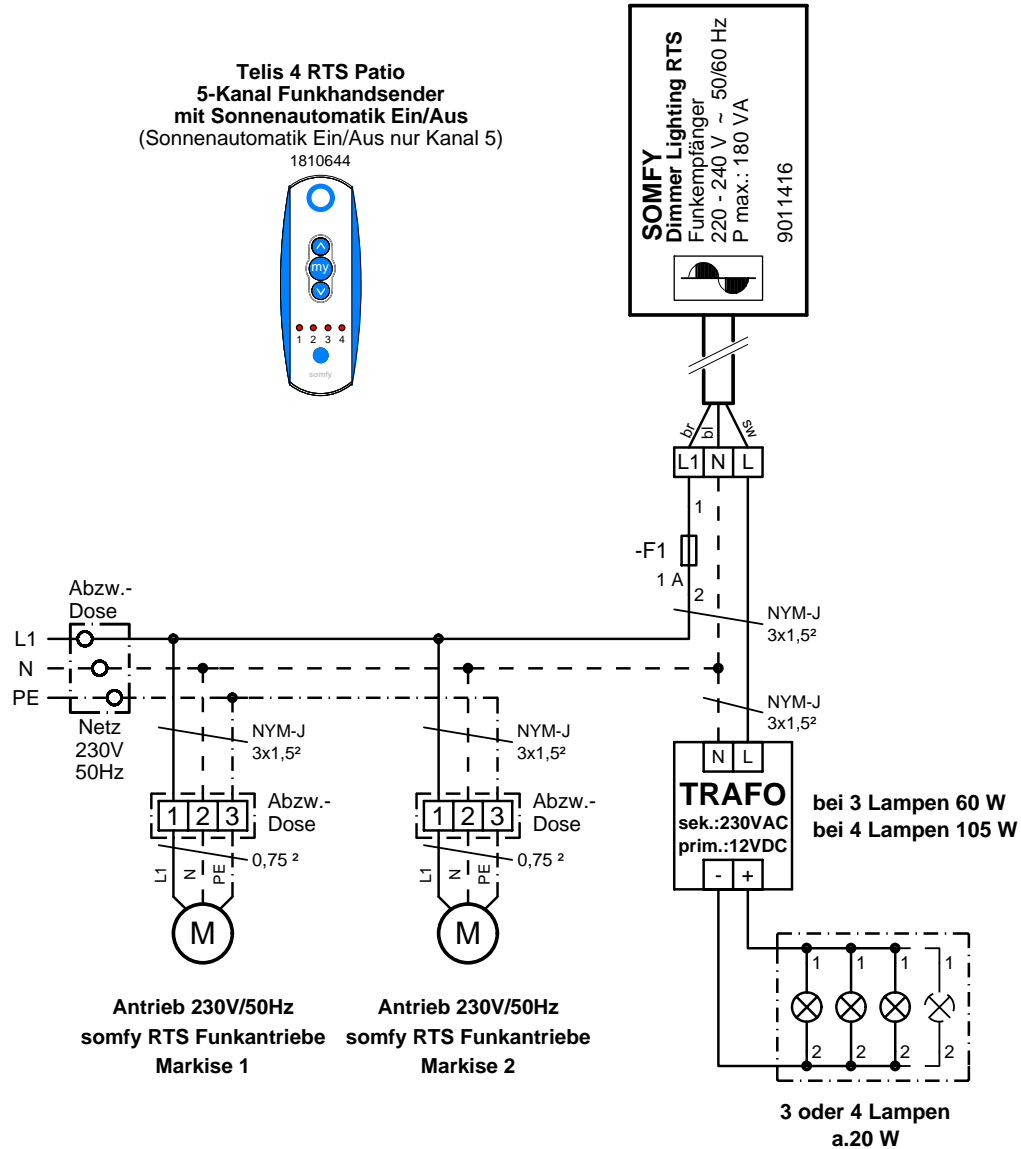 Telis 4 RTS Patio
5-Kanal Funkhandsender
mit Sonnenautomatik Ein/Aus
(Sonnenautomatik Ein/Aus nur Kanal 5)
1810644
my
1 2 3 4
somfy
SOMFY
Dimmer Lighting RTS
Funkempfänger
220 - 240 V ~ 50/60 Hz
P max.: 180 VA
9011416
br bl sw
L1 N L
1
-F1
1 A
2
NYM-J
3x1,5²
Abzw.-
Dose
L1
N
PE
Netz
230V
50Hz
NYM-J
3x1,5²
NYM-J
3x1,5²
NYM-J
3x1,5²
1 2 3
Abzw.-
Dose
0,75 ²
L1 N PE
M
Antrieb 230V/50Hz
somfy RTS Funkantriebe
Markise 1
1 2 3
Abzw.-
Dose
0,75 ²
L1 N PE
M
Antrieb 230V/50Hz
somfy RTS Funkantriebe
Markise 2
N L
TRAFO
sek.:230VAC
prim.:12VDC
- +
bei 3 Lampen 60 W
bei 4 Lampen 105 W
1 1 1 1
2 2 2 2
3 oder 4 Lampen
a.20 W